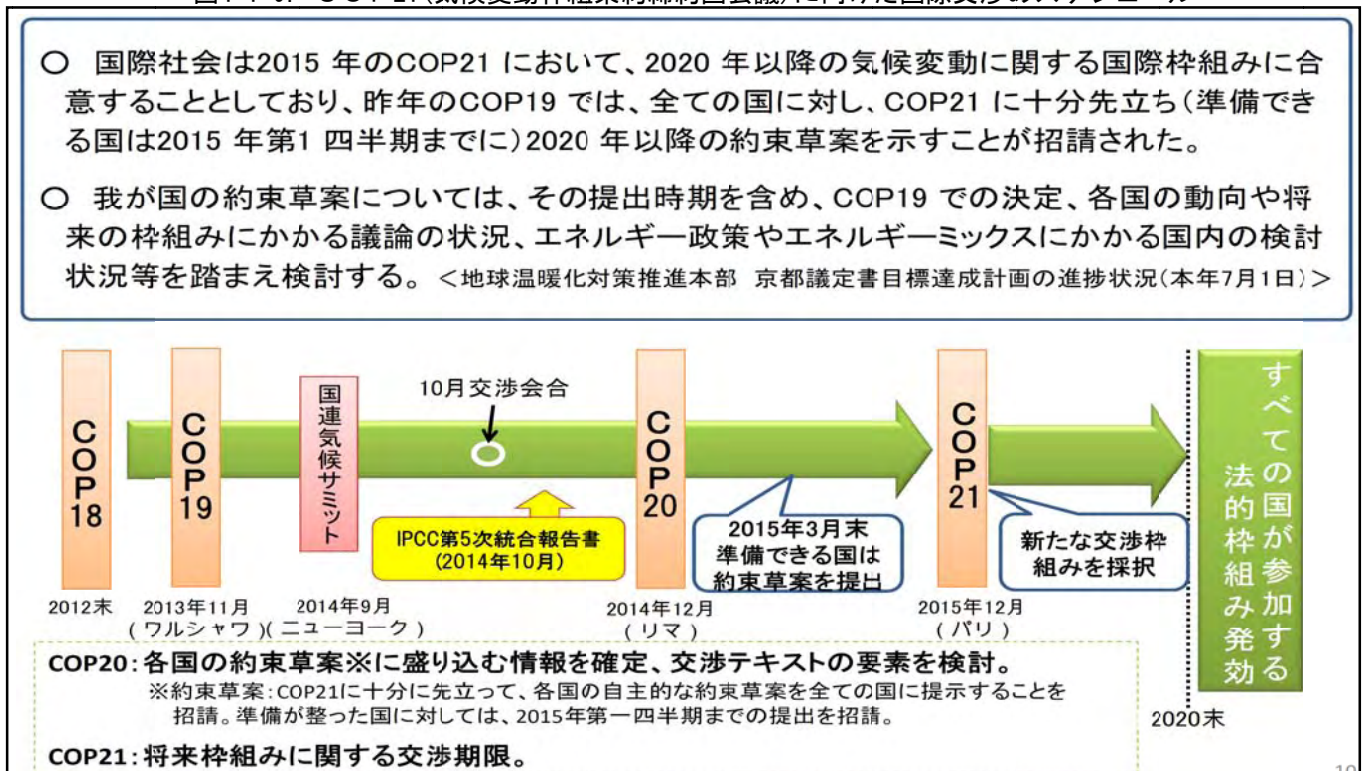 ○ 国際社会は2015 年のCOP21 において、2020 年以降の気候変動に関する国際枠組みに合
意することとしており、昨年のCOP19 では、全ての国に対し、COP21 に十分先立ち(準備でき
る国は2015 年第1 四半期までに)2020 年以降の約束草案を示すことが招請された。
○ 我が国の約束草案については、その提出時期を含め、COP19 での決定、各国の動向や将
来の枠組みにかかる議論の状況、エネルギー政策やエネルギーミックスにかかる国内の検討
状況等を踏まえ検討する。 <地球温暖化対策推進本部 京都議定書目標達成計画の進捗状況(本年7月1日)>
COP18
COP19
国連気候サミット
10月交渉会合
IPCC第5次統合報告書
(2014年10月)
COP20
2015年3月末
準備できる国は
約束草案を提出
COP21
新たな交渉枠
組みを採択
すべての国が参加する
法的枠組み発効
2012末
2013年11月
(ワルシャワ)
2014年9月
(ニューヨーク)
2014年12月
(リマ)
2015年12月
(パリ)
2020末
COP20:各国の約束草案※に盛り込む情報を確定、交渉テキストの要素を検討。
※約束草案:COP21に十分に先立って、各国の自主的な約束草案を全ての国に提示することを
招請。準備が整った国に対しては、2015年第一四半期までの提出を招請。
COP21:将来枠組みに関する交渉期限。